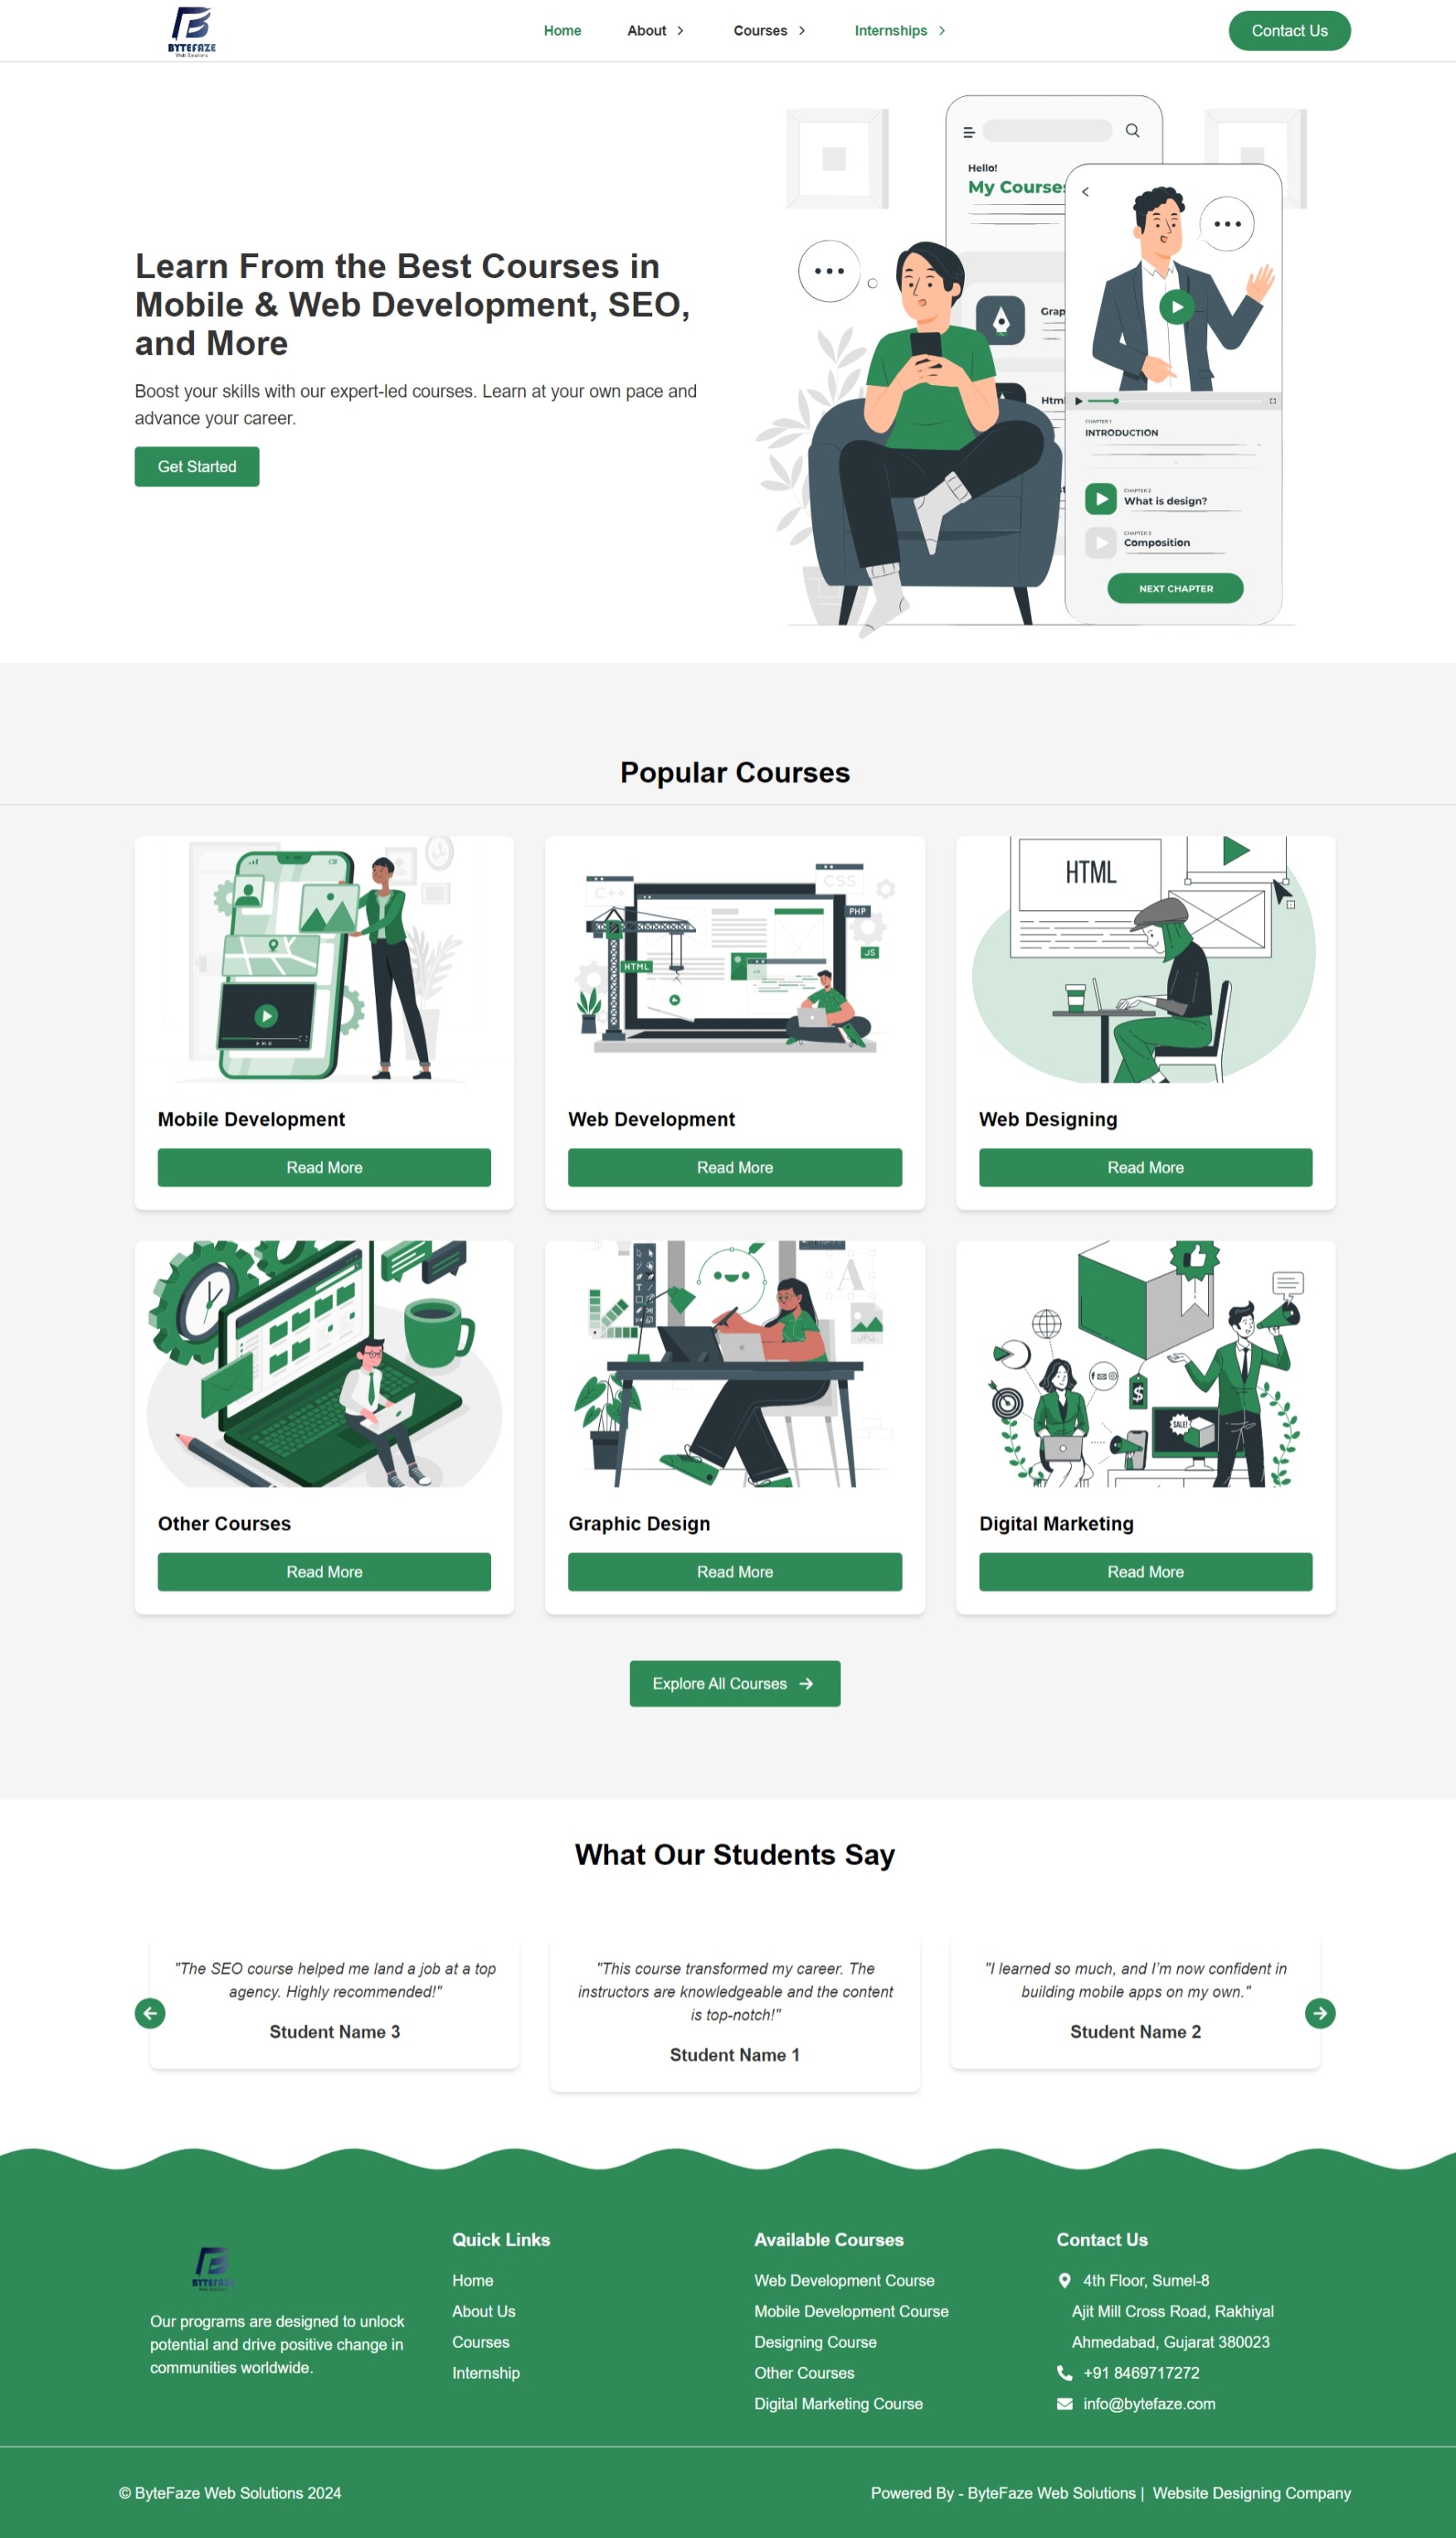 BYTEFAZE
Web Solutions
Home
About
Courses
Internships
Contact Us
Learn From the Best Courses in
Mobile & Web Development, SEO,
and More
Boost your skills with our expert-led courses. Learn at your own pace and
advance your career.
Get Started
Hello!
My Courses
Grap
Html
st
CHAPTER 1
INTRODUCTION
CHAPTER 2
What is design?
CHAPTER 3
Composition
NEXT CHAPTER
Popular Courses
C++
CSS
PHP
JS
HTML
HTML
Mobile Development
Web Development
Web Designing
Read More
Read More
Read More
A
JPG
T
$
SALE!
Other Courses
Graphic Design
Digital Marketing
Read More
Read More
Read More
Explore All Courses
What Our Students Say
"The SEO course helped me land a job at a top
agency. Highly recommended!"
Student Name 3
"This course transformed my career. The
instructors are knowledgeable and the content
is top-notch!"
Student Name 1
"I learned so much, and I'm now confident in
building mobile apps on my own."
Student Name 2
BYTEFAZE
Web Solutions
Our programs are designed to unlock
potential and drive positive change in
communities worldwide.
Quick Links
Home
About Us
Courses
Internship
Available Courses
Web Development Course
Mobile Development Course
Designing Course
Other Courses
Digital Marketing Course
Contact Us
4th Floor, Sumel-8
Ajit Mill Cross Road, Rakhiyal
Ahmedabad, Gujarat 380023
+91 8469717272
info@bytefaze.com
© ByteFaze Web Solutions 2024
Powered By - ByteFaze Web Solutions | Website Designing Company